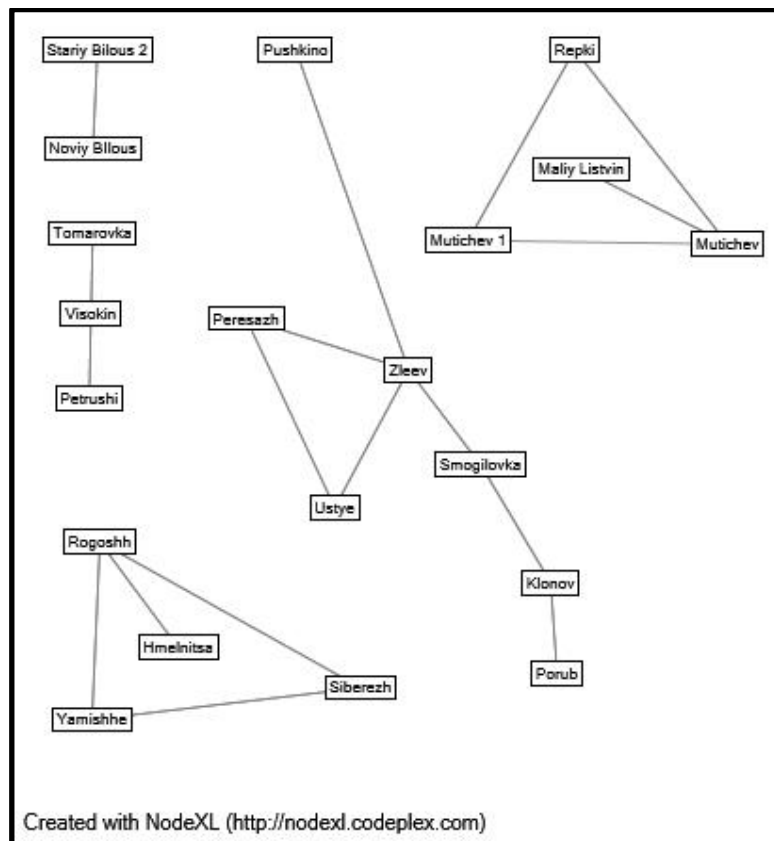 Stariy Bilous 2
Pushkino
Repki
Noviy BIlous
Maliy Listvin
Tomarovka
Mutichev 1
Mutichev
Visokin
Peresazh
Zleev
Petrushi
Smogilovka
Ustye
Rogoshh
Klonov
Hmelnitsa
Porub
Siberezh
Yamishhe
Created with NodeXL (http://nodexl.codeplex.com)